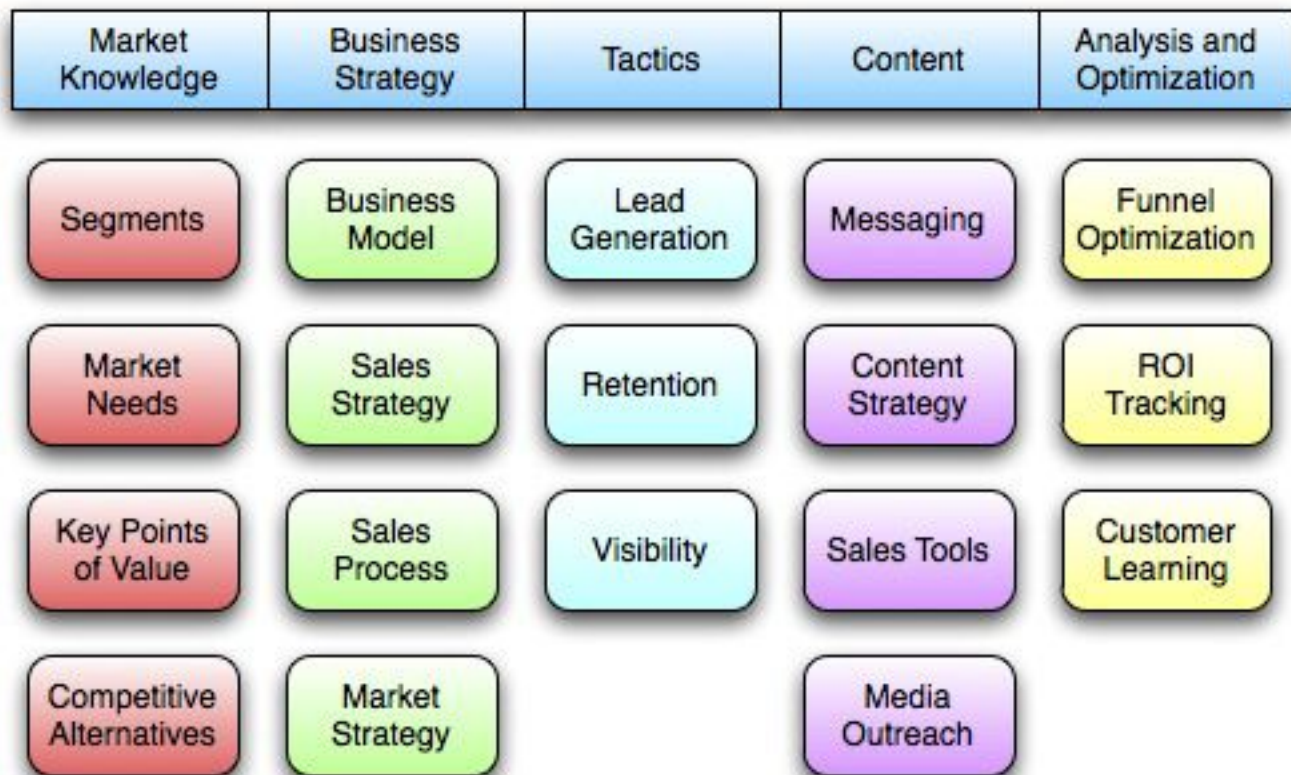 Market
Knowledge
Business
Strategy
Tactics
Content
Analysis and
Optimization
Segments
Business
Model
Lead
Generation
Messaging
Funnel
Optimization
Market
Needs
Sales
Strategy
Retention
Content
Strategy
ROI
Tracking
Key Points
of Value
Sales
Process
Visibility
Sales Tools
Customer
Learning
Competitive
Alternatives
Market
Strategy
Media
Outreach